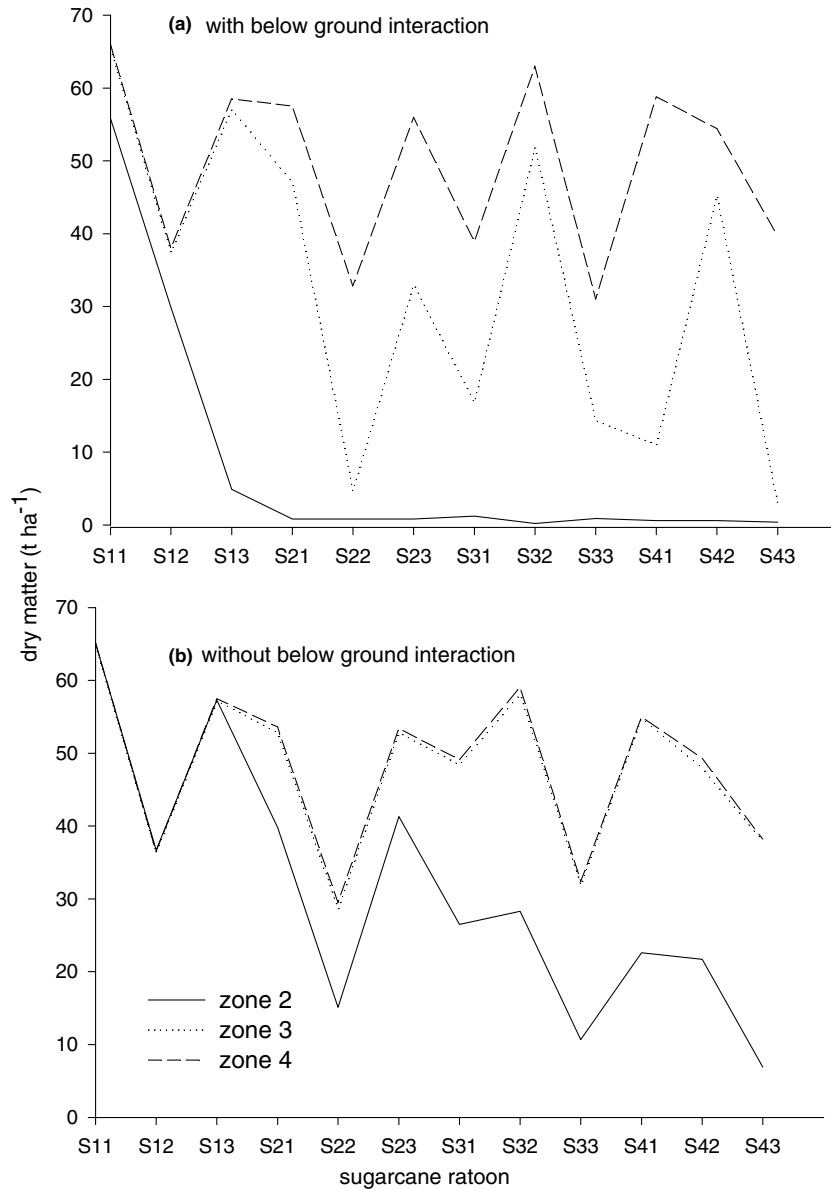 70
(a) with below ground interaction
60
50
40
30
20
10
0
S11 S12 S13 S21 S22 S23 S31 S32 S33 S41 S42 S43
dry matter (t ha⁻¹)
70
(b) without below ground interaction
60
50
40
30
20
zone 2
zone 3
10
zone 4
0
S11 S12 S13 S21 S22 S23 S31 S32 S33 S41 S42 S43
sugarcane ratoon